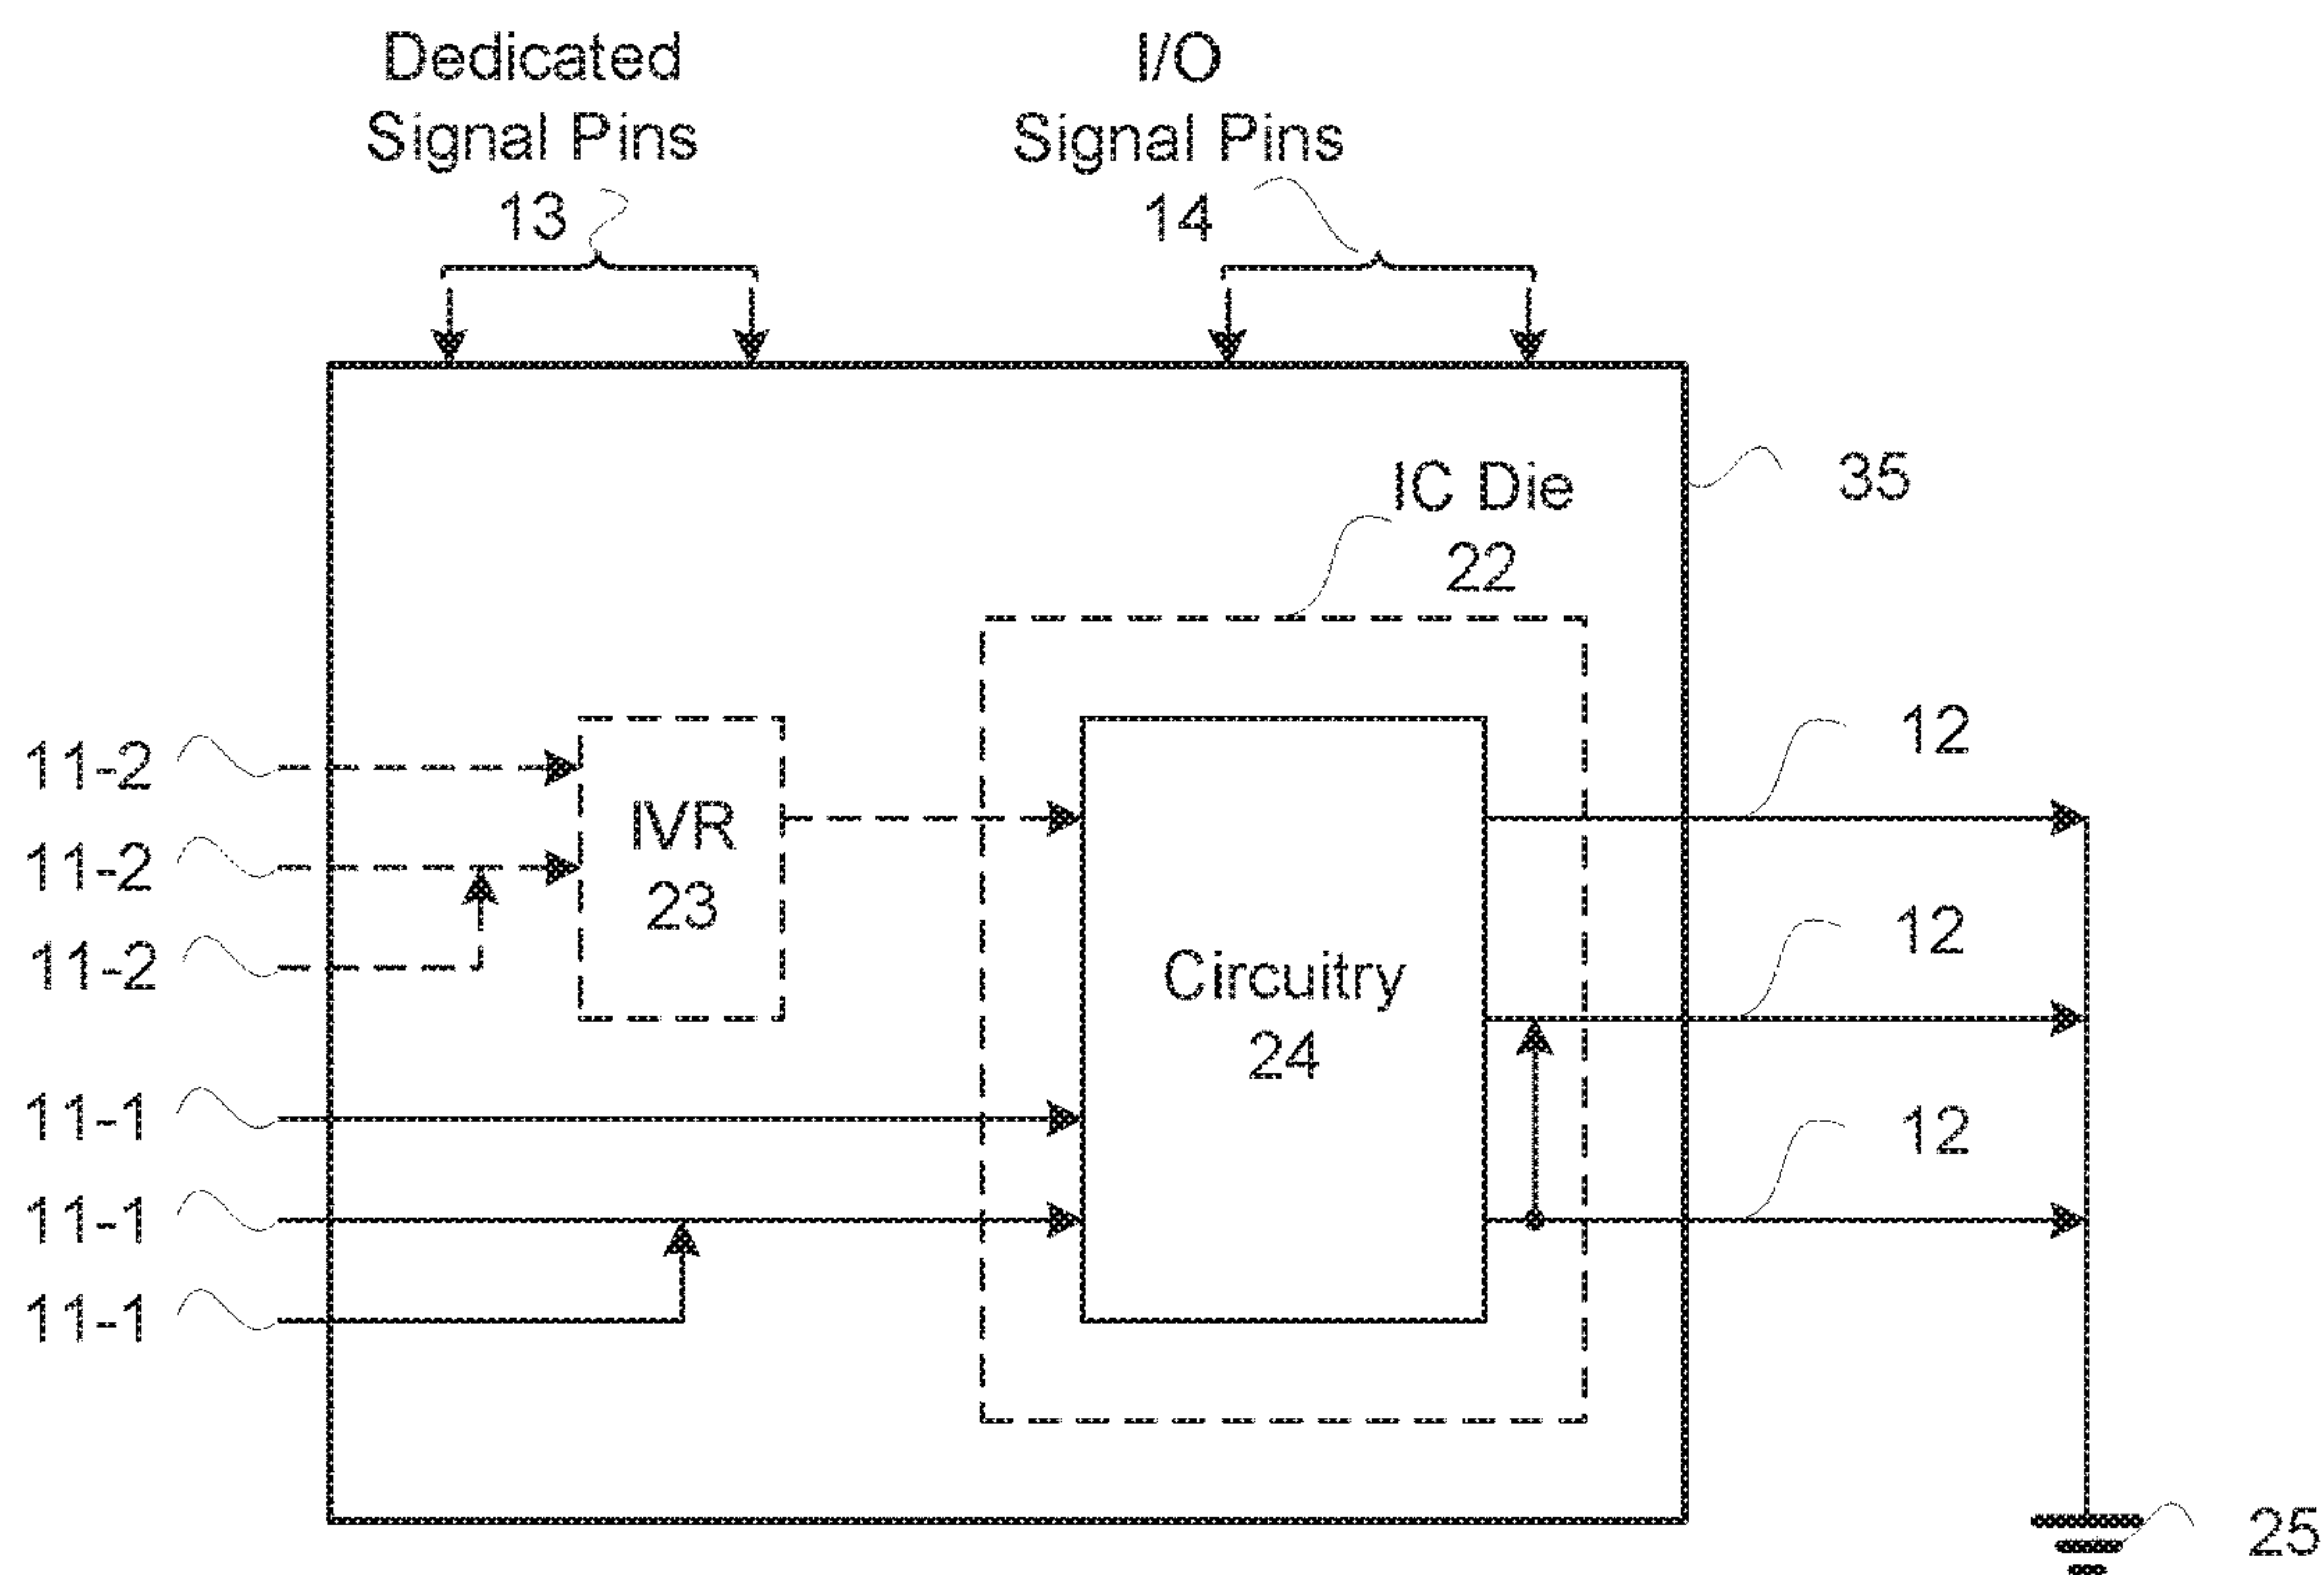 Dedicated
Signal Pins
13
I/O
Signal Pins
14
35
IC Die
22
12
11-2
IVR
23
11-2
12
11-2
Circuitry
24
11-1
12
11-1
11-1
25